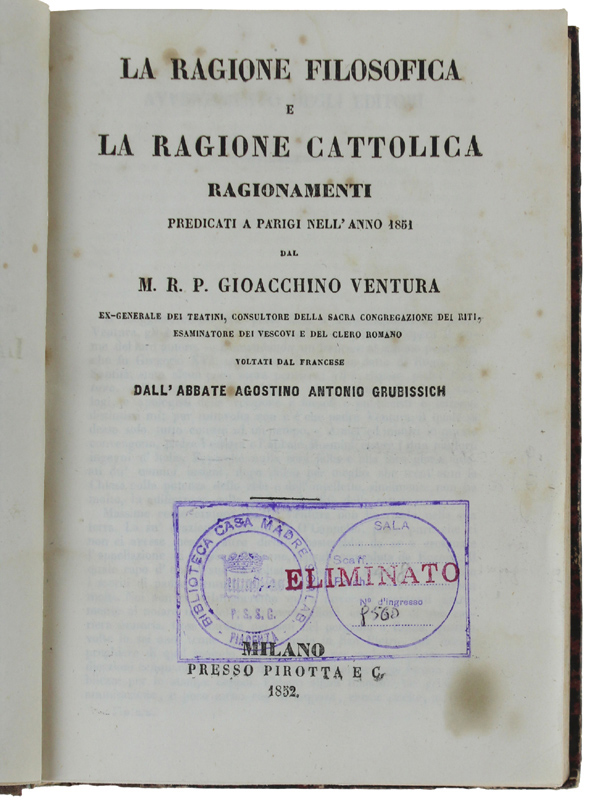 LA RAGIONE FILOSOFICA
E
LA RAGIONE CATTOLICA
RAGIONAMENTI
PREDICATI A PARIGI NELL'ANNO 1851
DAL
M. R. P. GIOACCHINO VENTURA
EX-GENERALE DEI TEATINI, CONSULTORE DELLA SACRA CONGREGAZIONE DEI RITI,
ESAMINATORE DEI VESCOVI E DEL CLERO ROMANO
VOLTATI DAL FRANCESE
DALL'ABBATE AGOSTINO ANTONIO GRUBISSICH
BIBLIOTECA CASA MADRE
P. S. S. C.
PIACENZA
SALA
Scaf.
ELIMINATO
N° d'ingresso
MILANO
PRESSO PIROTTA E C.
1852.